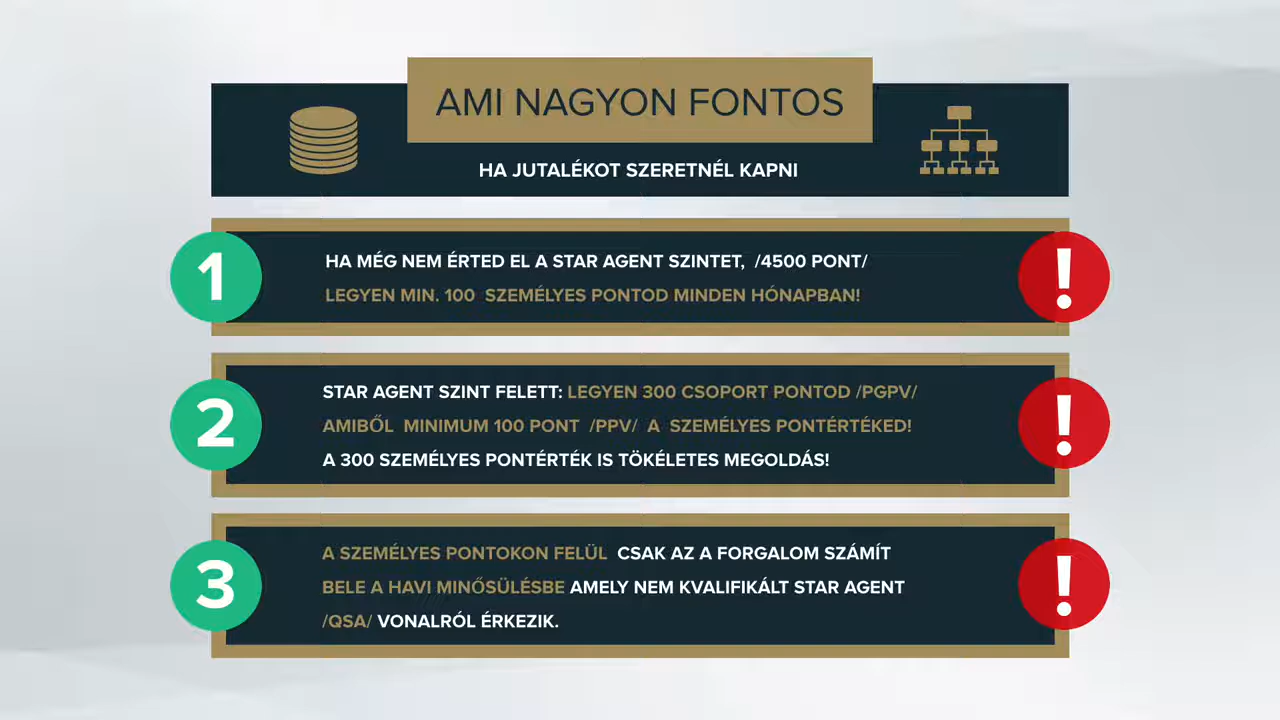 AMI NAGYON FONTOS
HA JUTALÉKOT SZERETNÉL KAPNI
1
HA MÉG NEM ÉRTED EL A STAR AGENT SZINTET, /4500 PONT/
LEGYEN MIN. 100 SZEMÉLYES PONTOD MINDEN HÓNAPBAN!
!
2
STAR AGENT SZINT FELETT: LEGYEN 300 CSOPORT PONTOD /PGPV/
AMIBŐL MINIMUM 100 PONT /PPV/ A SZEMÉLYES PONTÉRTÉKED!
A 300 SZEMÉLYES PONTÉRTÉK IS TÖKÉLETES MEGOLDÁS!
!
3
A SZEMÉLYES PONTOKON FELÜL CSAK AZ A FORGALOM SZÁMÍT
BELE A HAVI MINŐSÜLÉSBE AMELY NEM KVALIFIKÁLT STAR AGENT
/QSA/ VONALRÓL ÉRKEZIK.
!